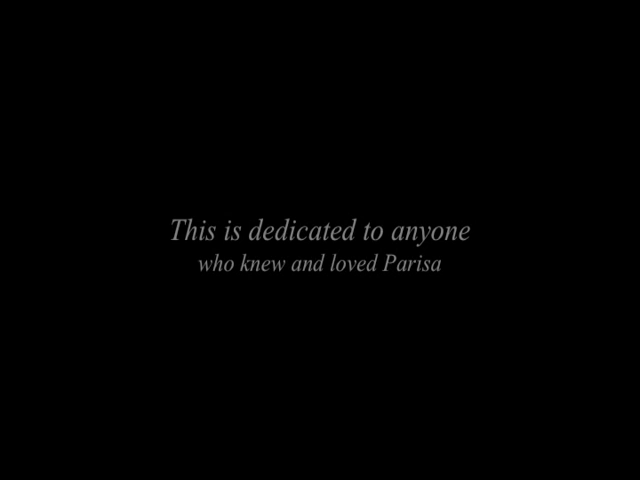 This is dedicated to anyone
who knew and loved Parisa